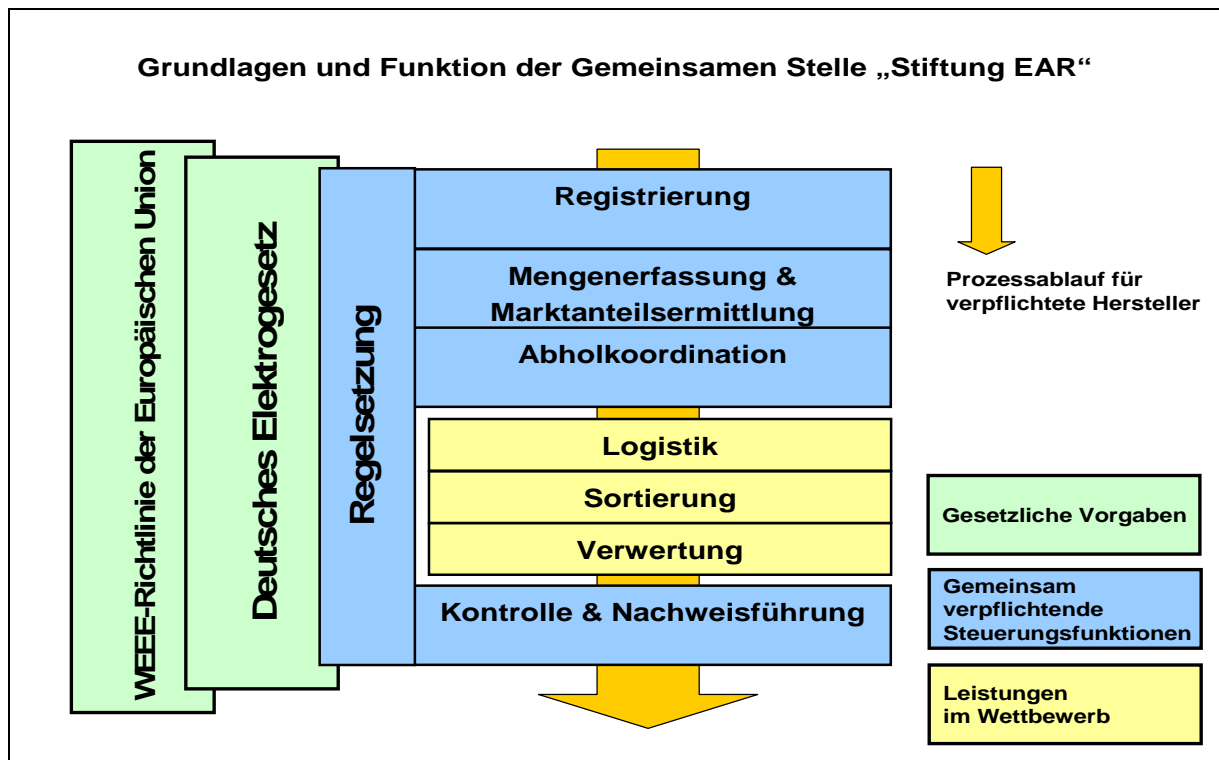 Grundlagen und Funktion der Gemeinsamen Stelle „Stiftung EAR“
WEEE-Richtlinie der Europäischen Union
Deutsches Elektrogesetz
Regelsetzung
Registrierung
Mengenerfassung &
Marktanteilsermittlung
Abholkoordination
Logistik
Sortierung
Verwertung
Kontrolle & Nachweisführung
Prozessablauf für
verpflichtete Hersteller
Gesetzliche Vorgaben
Gemeinsam
verpflichtende
Steuerungsfunktionen
Leistungen
im Wettbewerb